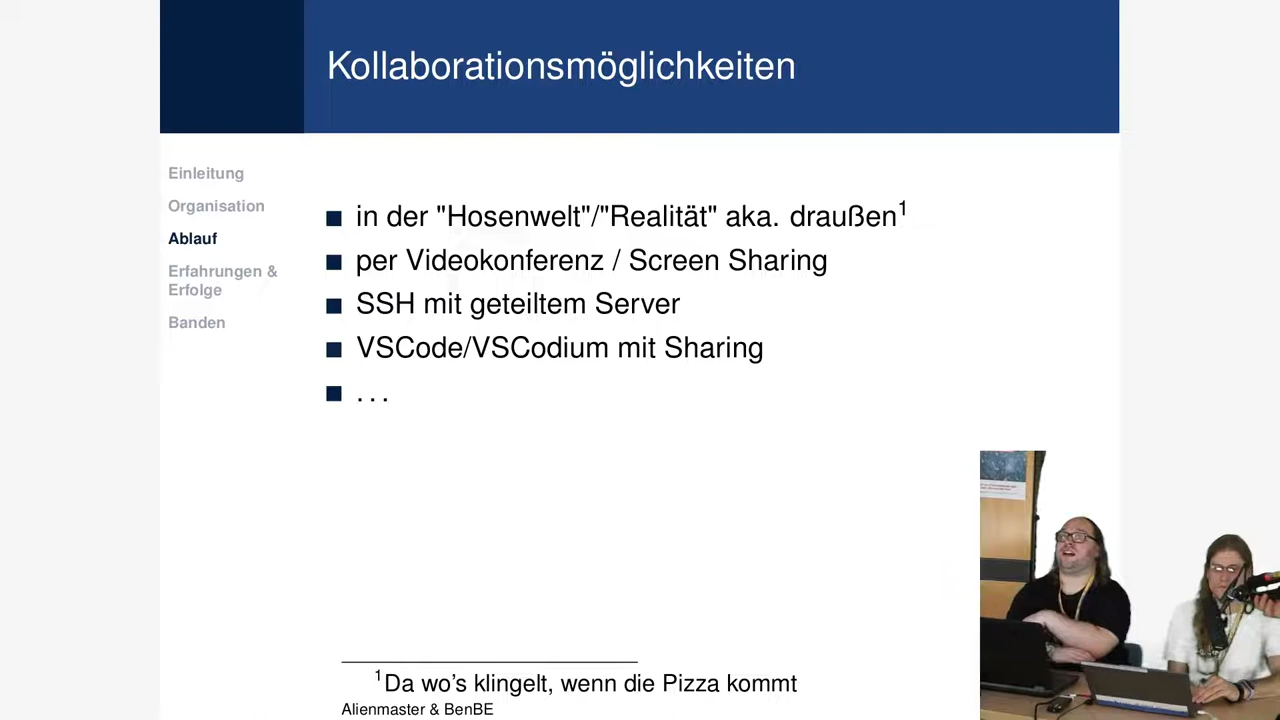 Kollaborationsmöglichkeiten
Einleitung
Organisation
Ablauf
Erfahrungen &
Erfolge
Banden
in der "Hosenwelt"/"Realität" aka. draußen1
per Videokonferenz / Screen Sharing
SSH mit geteiltem Server
VSCode/VSCodium mit Sharing
. . .
1Da wo's klingelt, wenn die Pizza kommt
Alienmaster & BenBE